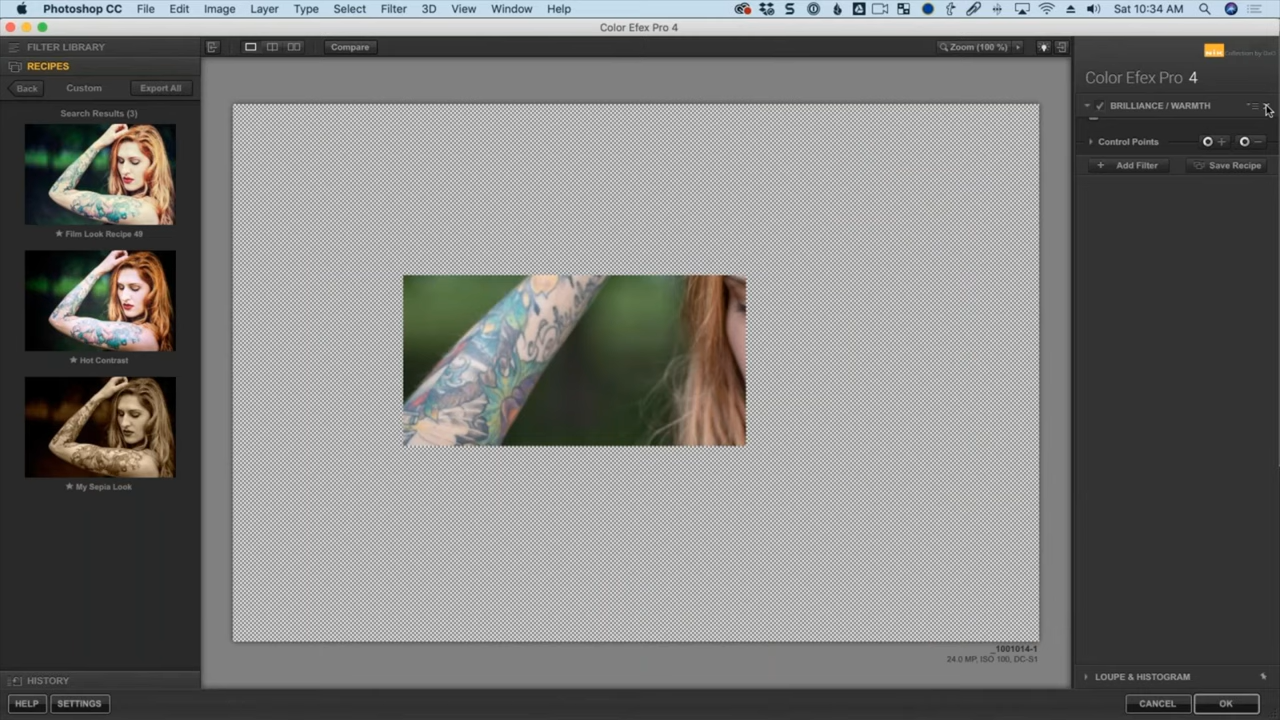 Photoshop CC File Edit Image Layer Type Select Filter 3D View Window Help Sat 10:34 AM
Color Efex Pro 4
FILTER LIBRARY
RECIPES
Back Custom Export All
Search Results (3)
★ Film Look Recipe 49
★ Hot Contrast
★ My Sepia Look
HISTORY
HELP SETTINGS
Compare
Zoom (100 %)
_1001014-1
24.0 MP, ISO 100, DC-S1
Color Efex Pro 4
BRILLIANCE / WARMTH
Control Points
Add Filter Save Recipe
LOUPE & HISTOGRAM
CANCEL OK